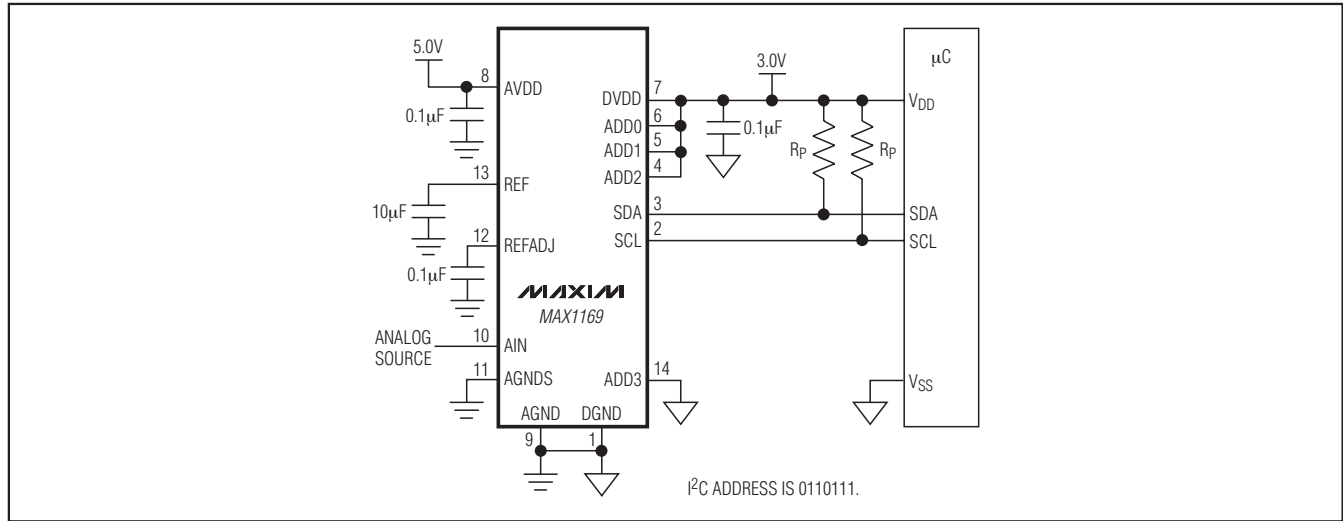 5.0V
8
AVDD
0.1µF
13
REF
10µF
12
REFADJ
0.1µF
MAXIM
MAX1169
ANALOG
SOURCE
10
AIN
11
AGNDS
AGND
DGND
9
1
DVDD
7
ADD0
6
ADD1
5
ADD2
4
SDA
3
SCL
2
ADD3
14
3.0V
0.1µF
RP
RP
µC
VDD
SDA
SCL
VSS
I2C ADDRESS IS 0110111.